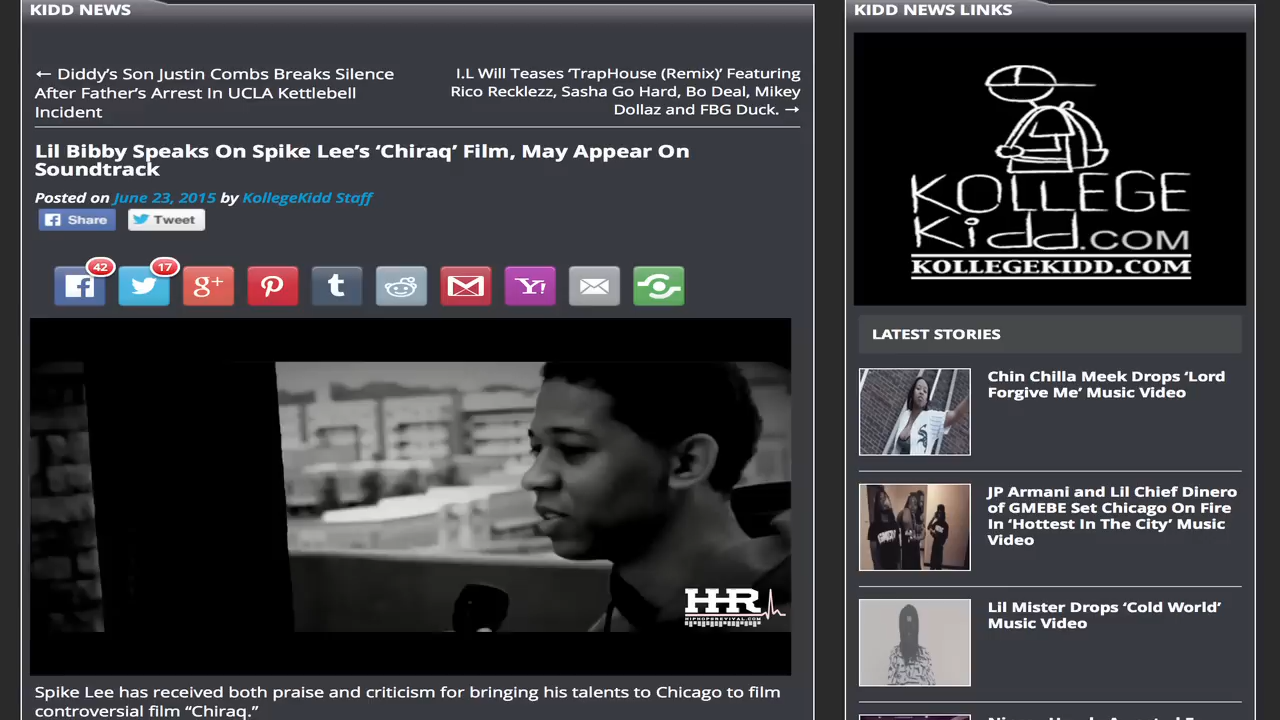 KIDD NEWS
← Diddy's Son Justin Combs Breaks Silence
After Father's Arrest In UCLA Kettlebell
Incident
I.L Will Teases 'TrapHouse (Remix)' Featuring
Rico Recklezz, Sasha Go Hard, Bo Deal, Mikey
Dollaz and FBG Duck. →
Lil Bibby Speaks On Spike Lee's 'Chiraq' Film, May Appear On
Soundtrack
Posted on June 23, 2015 by KollegeKidd Staff
Share
Tweet
42
17
g+
t
Y!
HHR
HIPHOPSREVIVAL.COM
Spike Lee has received both praise and criticism for bringing his talents to Chicago to film
controversial film "Chiraq."
KIDD NEWS LINKS
KOLLEGE
Kidd.COM
KOLLEGEKIDD.COM
LATEST STORIES
Chin Chilla Meek Drops 'Lord
Forgive Me' Music Video
JP Armani and Lil Chief Dinero
of GMEBE Set Chicago On Fire
In 'Hottest In The City' Music
Video
Lil Mister Drops 'Cold World'
Music Video